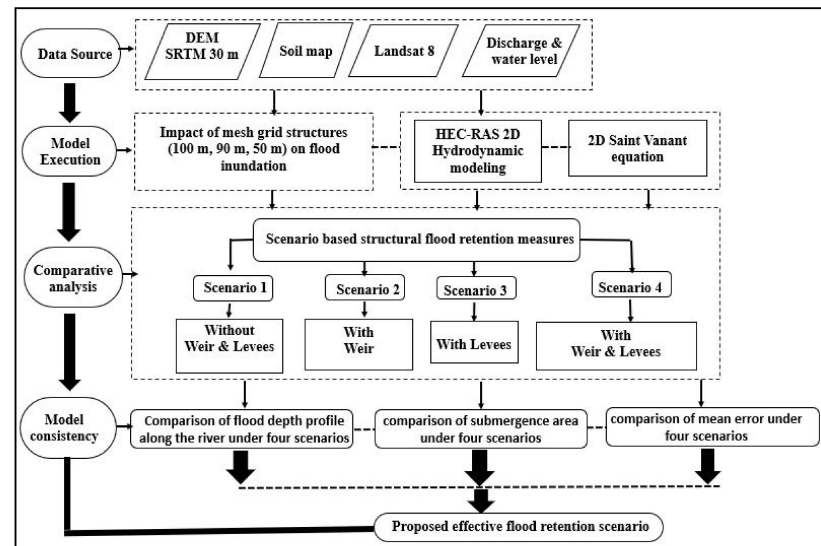 Data Source
DEM
SRTM 30 m
Soil map
Landsat 8
Discharge &
water level
Model
Execution
Impact of mesh grid structures
(100 m, 90 m, 50 m) on flood
inundation
HEC-RAS 2D
Hydrodynamic
modeling
2D Saint Vanant
equation
Comparative
analysis
Scenario based structural flood retention measures
Scenario 1
Scenario 2
Scenario 3
Scenario 4
Without
Weir & Levees
With
Weir
With Levees
With
Weir & Levees
Model
consistency
Comparison of flood depth profile
along the river under four scenarios
comparison of submergence area
under four scenarios
comparison of mean error under
four scenarios
Proposed effective flood retention scenario